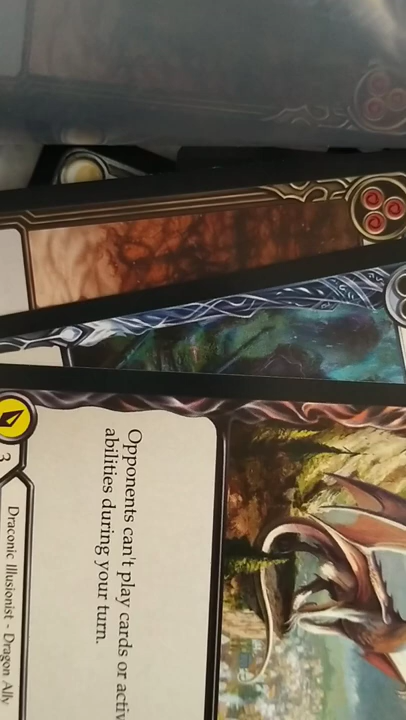 Opponents can't play cards or activ
abilities during your turn.
3
Draconic Illusionist - Dragon Ally